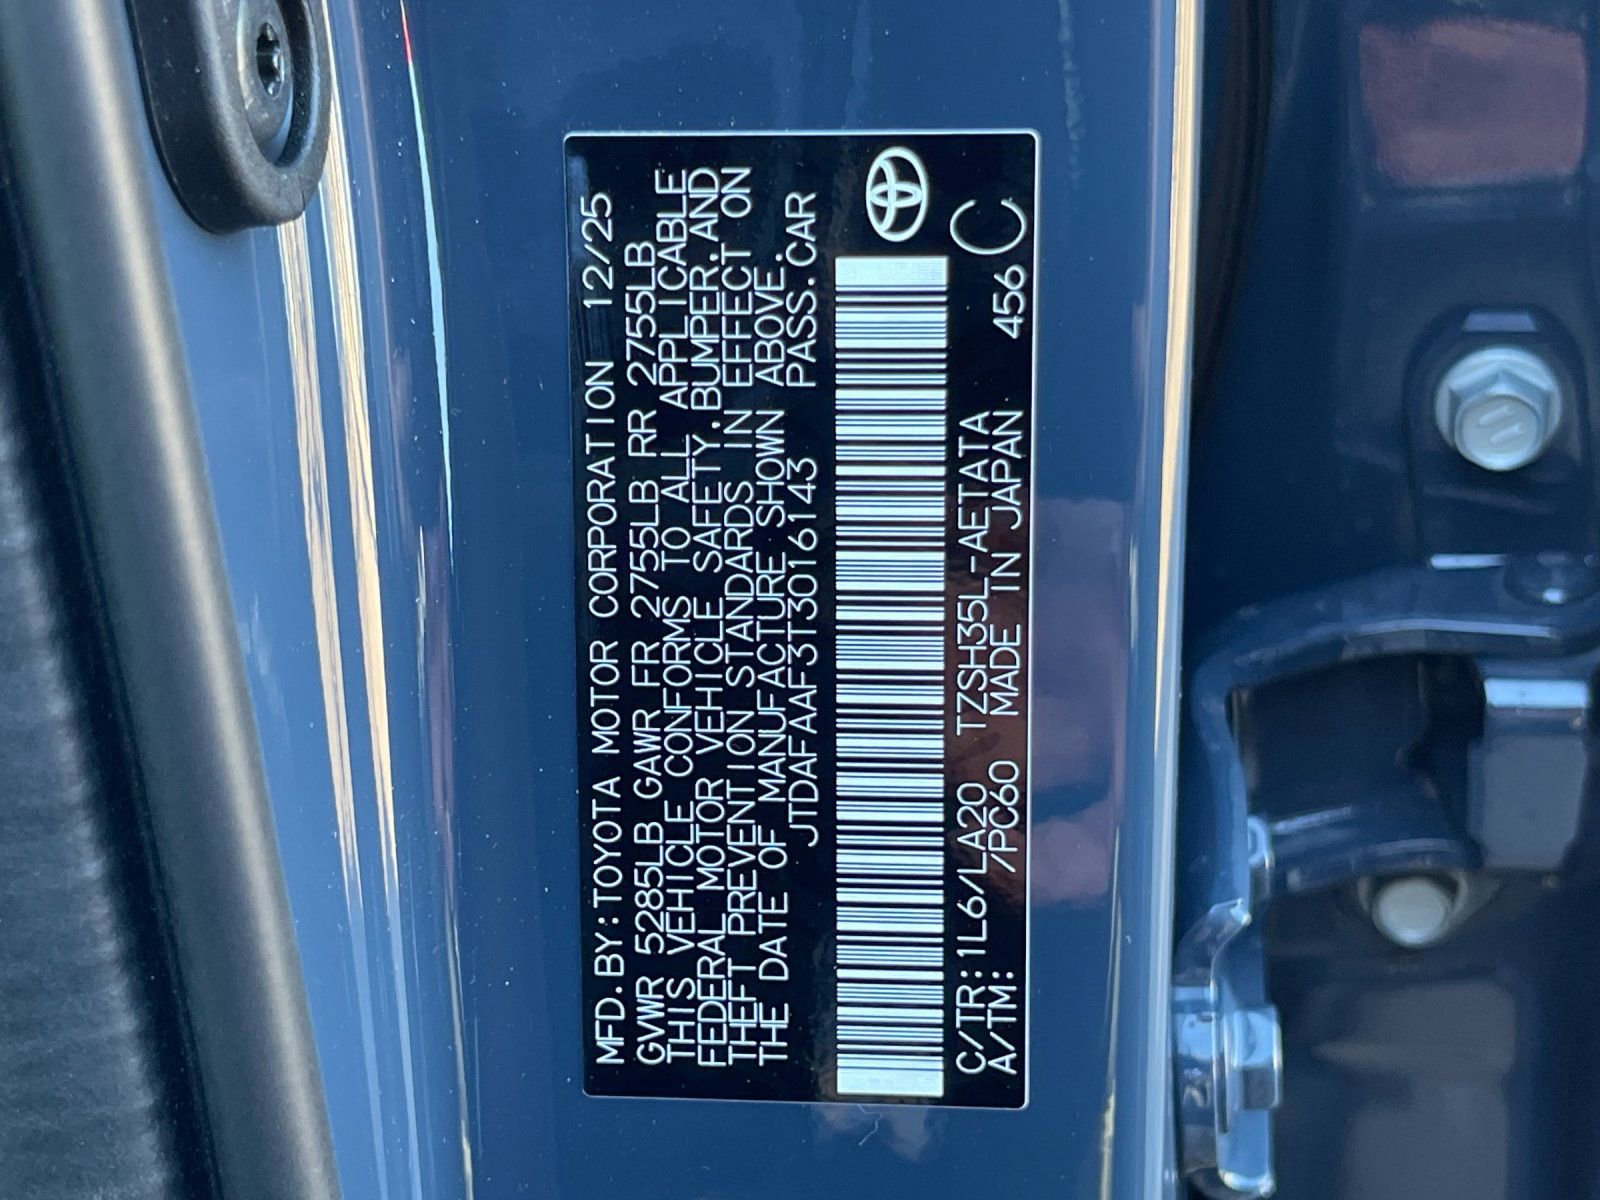 MFD.BY:TOYOTA MOTOR CORPORATION 12/25
GVWR 5285LB GAWR FR 2755LB RR 2755LB
THIS VEHICLE CONFORMS TO ALL APPLICABLE
FEDERAL MOTOR VEHICLE SAFETY,BUMPER,AND
THEFT PREVENTION STANDARDS IN EFFECT ON
THE DATE OF MANUFACTURE SHOWN ABOVE.
JTDAFAAF3T3016143 PASS.CAR
C/TR:1L6/LA20 TZSH35L-AETATA
A/TM: /PC60 MADE IN JAPAN 456 C